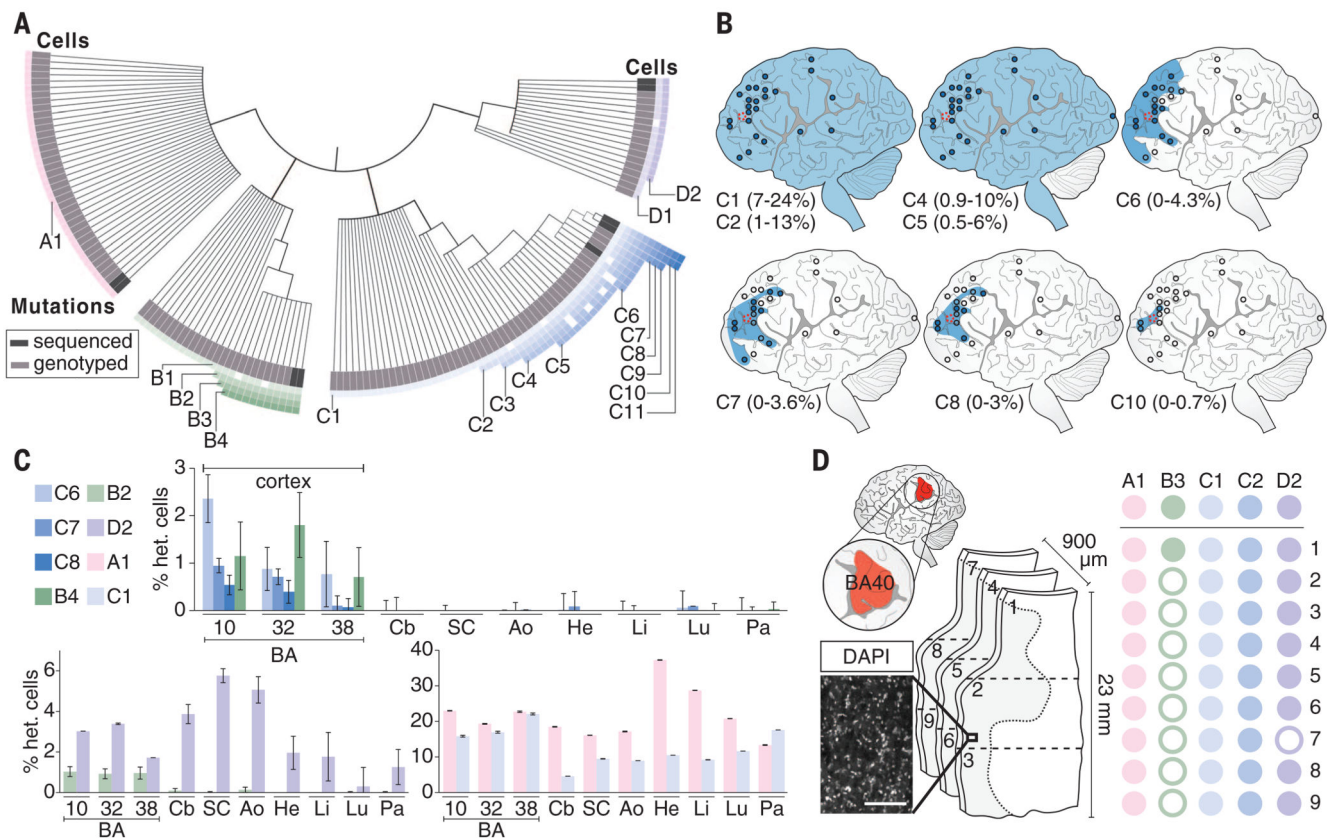 A
Cells
Cells
D2
D1
A1
Mutations
sequenced
genotyped
B1
B2
B3
B4
C1
C2
C3
C4
C5
C6
C7
C8
C9
C10
C11
B
C1 (7-24%)
C2 (1-13%)
C4 (0.9-10%)
C5 (0.5-6%)
C6 (0-4.3%)
C7 (0-3.6%)
C8 (0-3%)
C10 (0-0.7%)
C
C6 B2
C7 D2
C8 A1
B4 C1
% het. cells
3
2
1
0
cortex
10 32 38 Cb SC Ao He Li Lu Pa
BA
% het. cells
6
4
2
0
10 32 38 Cb SC Ao He Li Lu Pa
BA
40
30
20
10
0
10 32 38 Cb SC Ao He Li Lu Pa
BA
D
BA40
DAPI
900
µm
23 mm
7
4
1
8
5
2
9
6
3
A1 B3 C1 C2 D2
1
2
3
4
5
6
7
8
9